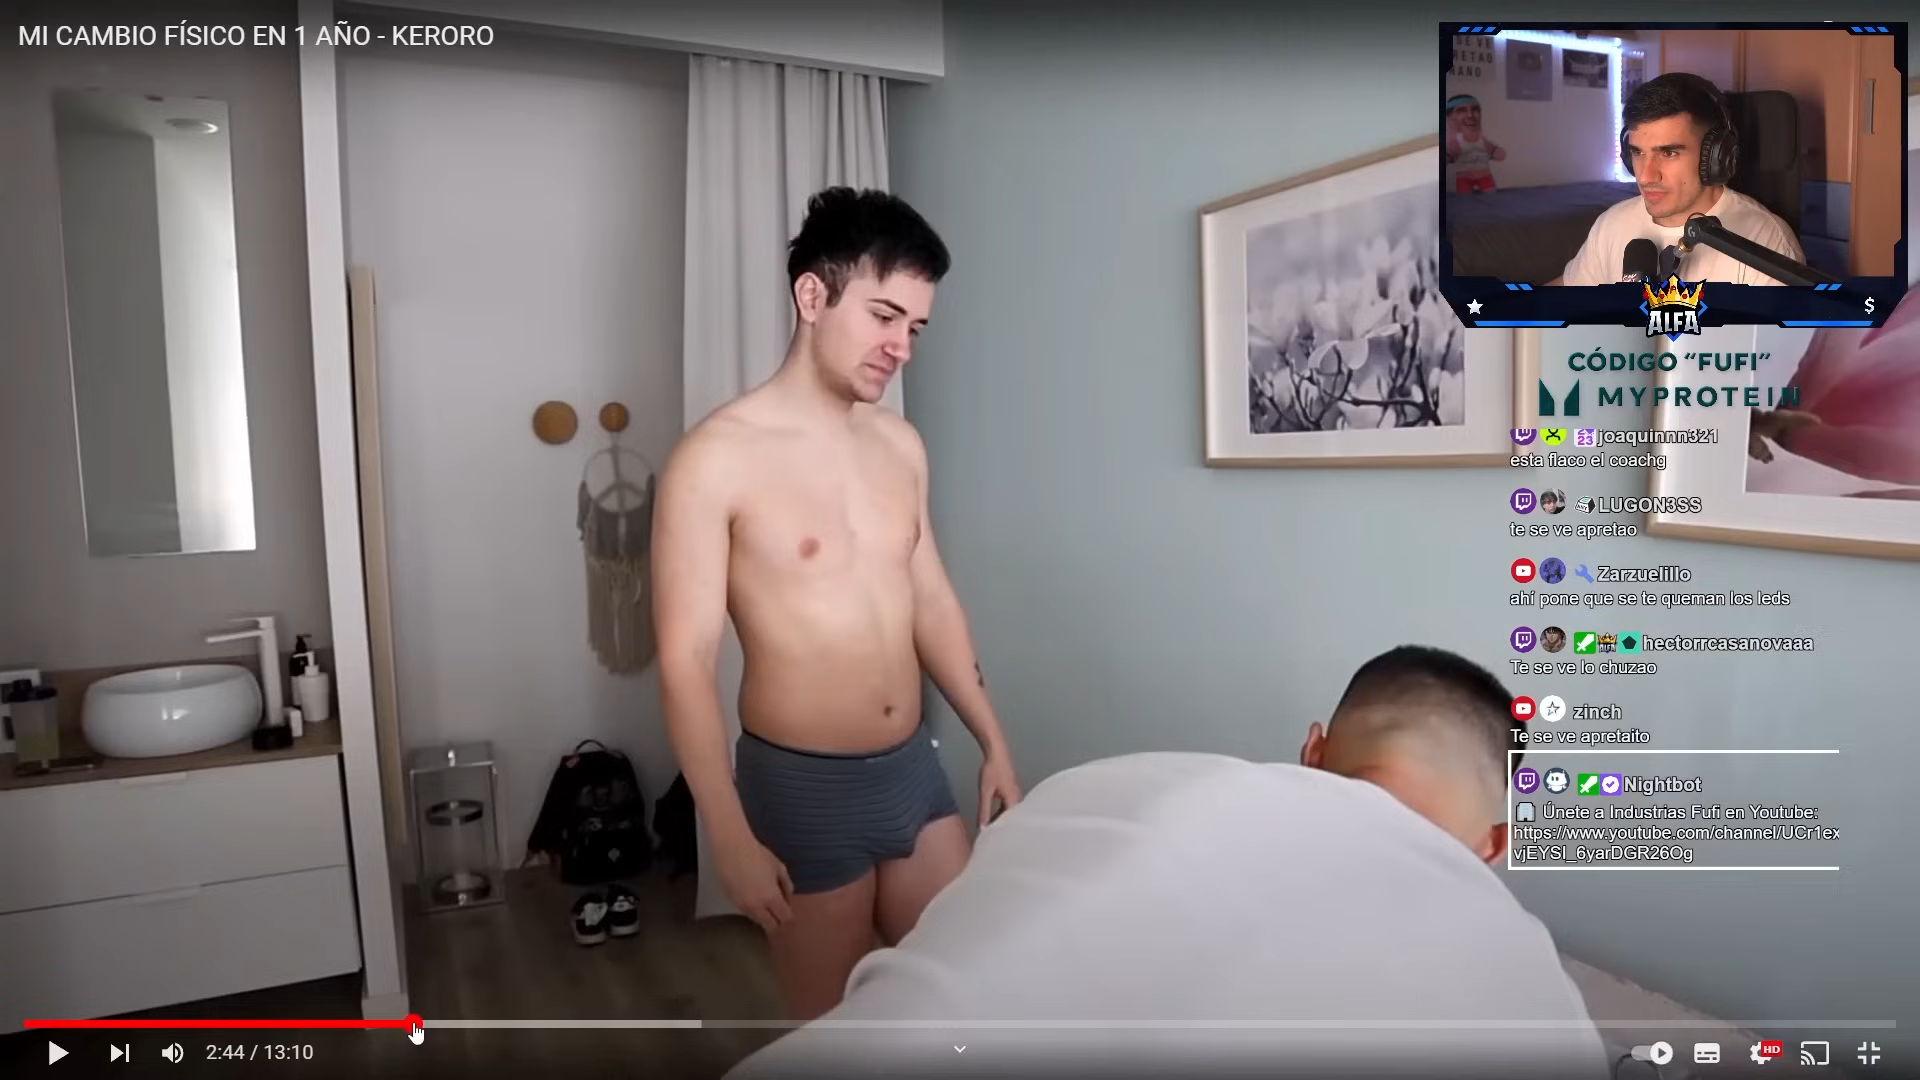 MI CAMBIO FÍSICO EN 1 AÑO - KERORO
SE VE
ALFA
$
CÓDIGO “FUFI”
MYPROTEIN
joaquinnn321
esta flaco el coachg
LUGON3SS
te se ve apretao
Zarzuelillo
ahí pone que se te queman los leds
hectorrcasanovaaa
Te se ve lo chuzao
zinch
Te se ve apretaito
Nightbot
Únete a Industrias Fufi en Youtube:
https://www.youtube.com/channel/UCr1ex
vjEYSI_6yarDGR26Og
2:44 / 13:10
HD